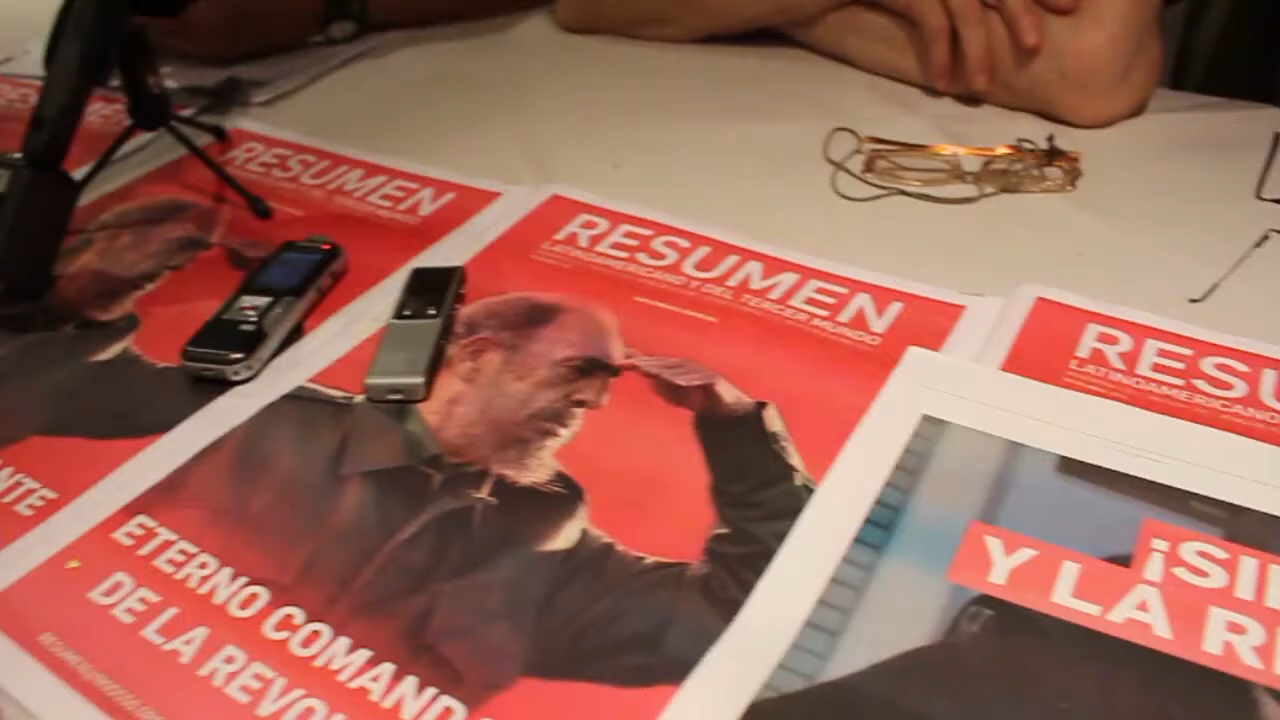 RESUMEN
RESUMEN
LATINOAMERICANO Y DEL TERCER MUNDO
RESU
LATINOAMERICANO
NTE
ETERNO COMAND
DE LA REVO
¡SI
Y LA R